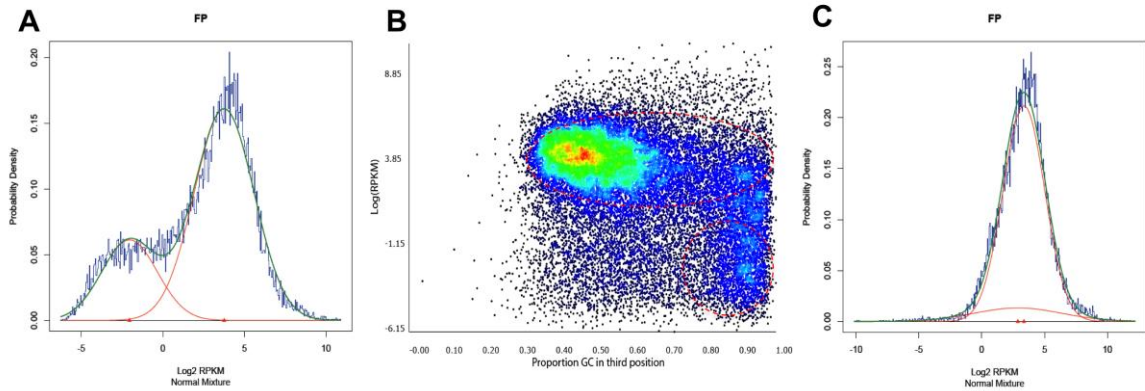 A
FP
Probability Density
0.20
0.15
0.10
0.05
0.00
-5
0
5
10
Log2 RPKM
Normal Mixture
B
Log(RPKM)
8.85
3.85
-1.15
-6.15
-0.00 0.10 0.20 0.30 0.40 0.50 0.60 0.70 0.80 0.90 1.00
Proportion GC in third position
C
FP
Probability Density
0.25
0.20
0.15
0.10
0.05
0.00
-10
-5
0
5
10
Log2 RPKM
Normal Mixture